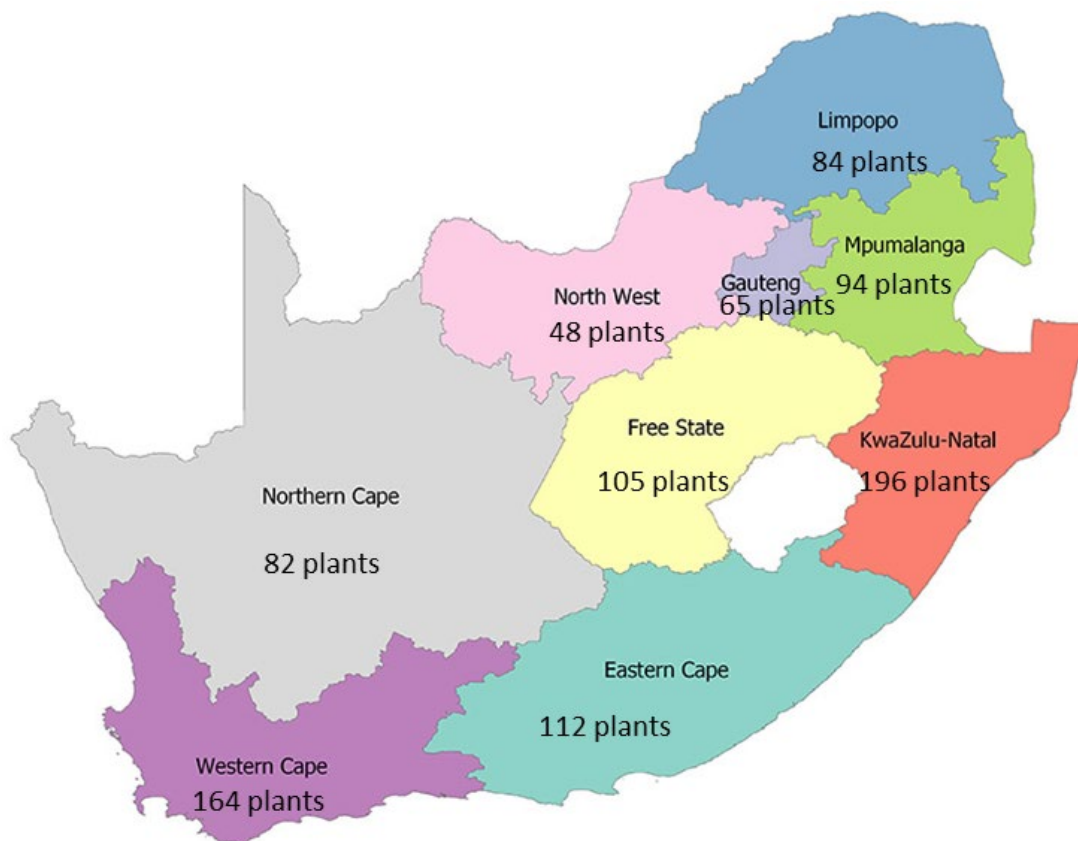 Limpopo
84 plants
Mpumalanga
94 plants
Gauteng
65 plants
North West
48 plants
Free State
105 plants
KwaZulu-Natal
196 plants
Northern Cape
82 plants
Eastern Cape
112 plants
Western Cape
164 plants